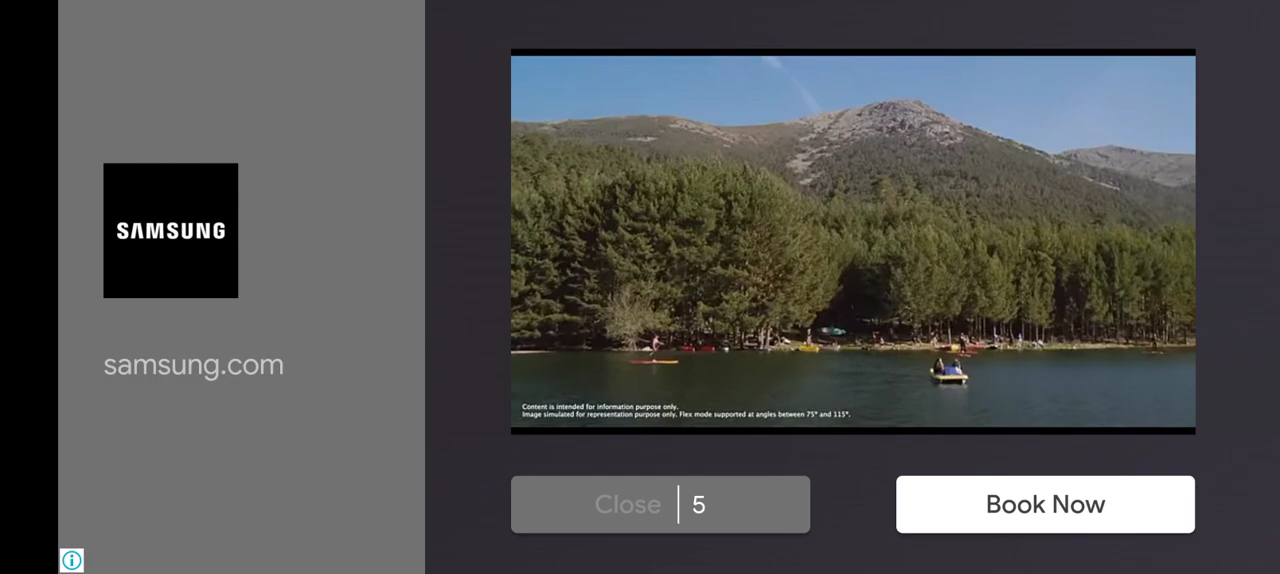 SAMSUNG
samsung.com
Content is intended for information purpose only.
Image simulated for representation purpose only. Flex mode supported at angles between 75° and 115°.
Close 5
Book Now